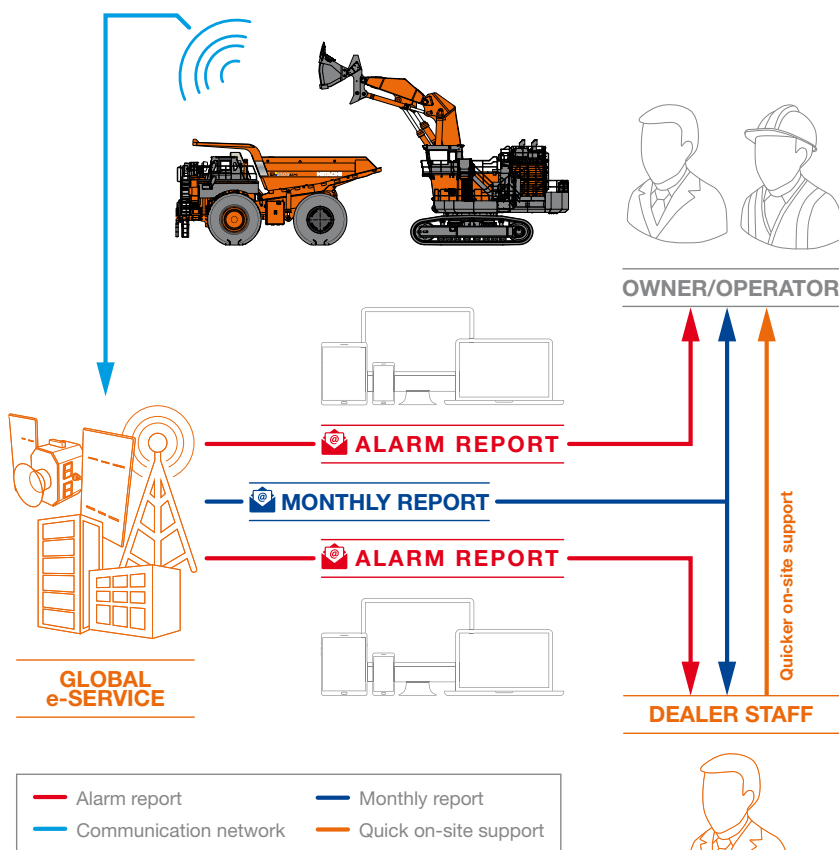 HITACHI
OWNER/OPERATOR
@ ALARM REPORT
@ MONTHLY REPORT
@ ALARM REPORT
Quicker on-site support
GLOBAL
e-SERVICE
DEALER STAFF
Alarm report
Monthly report
Communication network
Quick on-site support